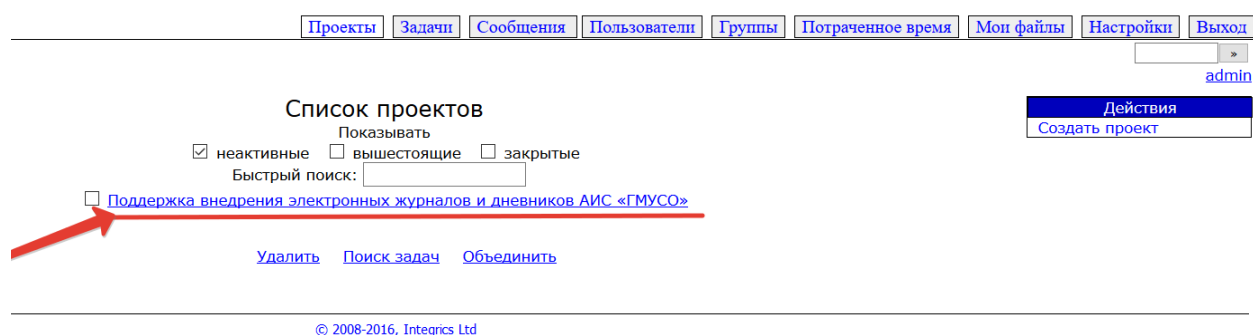 Проекты Задачи Сообщения Пользователи Группы Потраченное время Мои файлы Настройки Выход
»
admin
Список проектов
Действия
Показывать
Создать проект
неактивные вышестоящие закрытые
Быстрый поиск:
Поддержка внедрения электронных журналов и дневников АИС «ГМУСО»
Удалить Поиск задач Объединить
© 2008-2016, Integrics Ltd